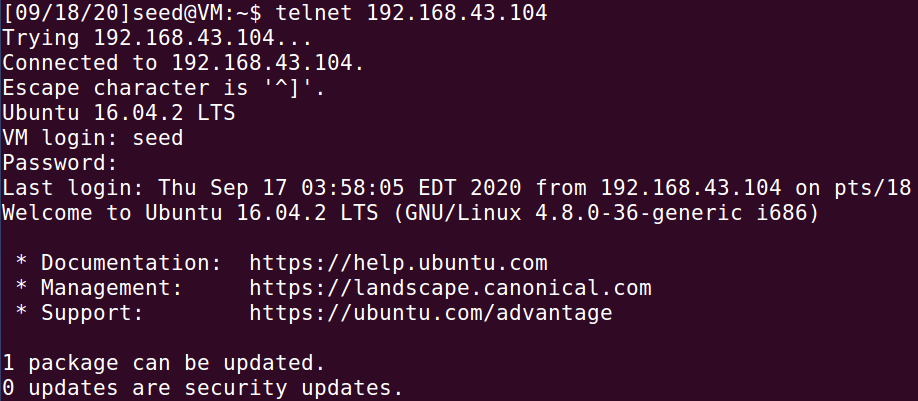 [09/18/20]seed@VM:~$ telnet 192.168.43.104
Trying 192.168.43.104...
Connected to 192.168.43.104.
Escape character is '^]'.
Ubuntu 16.04.2 LTS
VM login: seed
Password:
Last login: Thu Sep 17 03:58:05 EDT 2020 from 192.168.43.104 on pts/18
Welcome to Ubuntu 16.04.2 LTS (GNU/Linux 4.8.0-36-generic i686)

 * Documentation:  https://help.ubuntu.com
 * Management:     https://landscape.canonical.com
 * Support:        https://ubuntu.com/advantage

1 package can be updated.
0 updates are security updates.